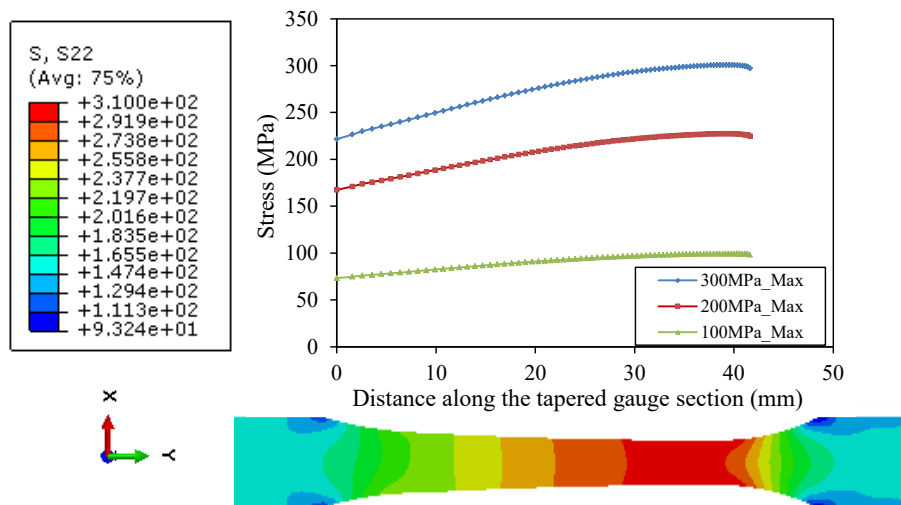 S, S22
(Avg: 75%)
+3.100e+02
+2.919e+02
+2.738e+02
+2.558e+02
+2.377e+02
+2.197e+02
+2.016e+02
+1.835e+02
+1.655e+02
+1.474e+02
+1.294e+02
+1.113e+02
+9.324e+01
Stress (MPa)
350
300
250
200
150
100
50
0
300MPa_Max
200MPa_Max
100MPa_Max
0 10 20 30 40 50
Distance along the tapered gauge section (mm)
X
Y